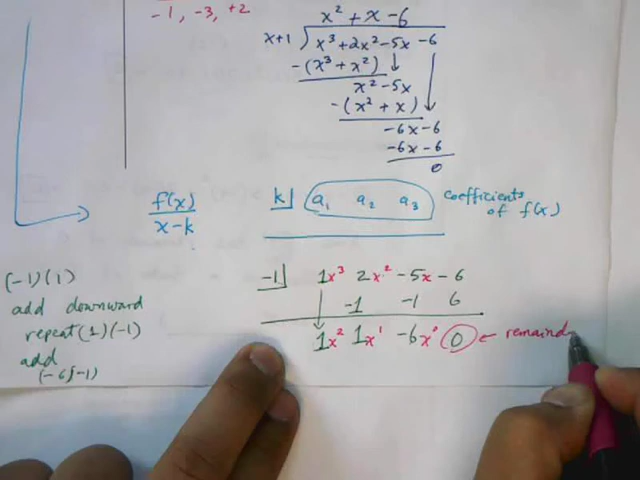 -1, -3, +2
x² + x - 6
x+1 ) x³ + 2x² - 5x - 6
-(x³ + x²)
x² - 5x
-(x² + x)
-6x - 6
-6x - 6
0
f(x)
x - k
k a₁ a₂ a₃
coefficients
of f(x)
(-1)(1)
add downward
repeat (1)(-1)
add
(-6)(-1)
-1 1x³ 2x² -5x -6
-1 -1 6
1x² 1x¹ -6x⁰ 0 ← remaind